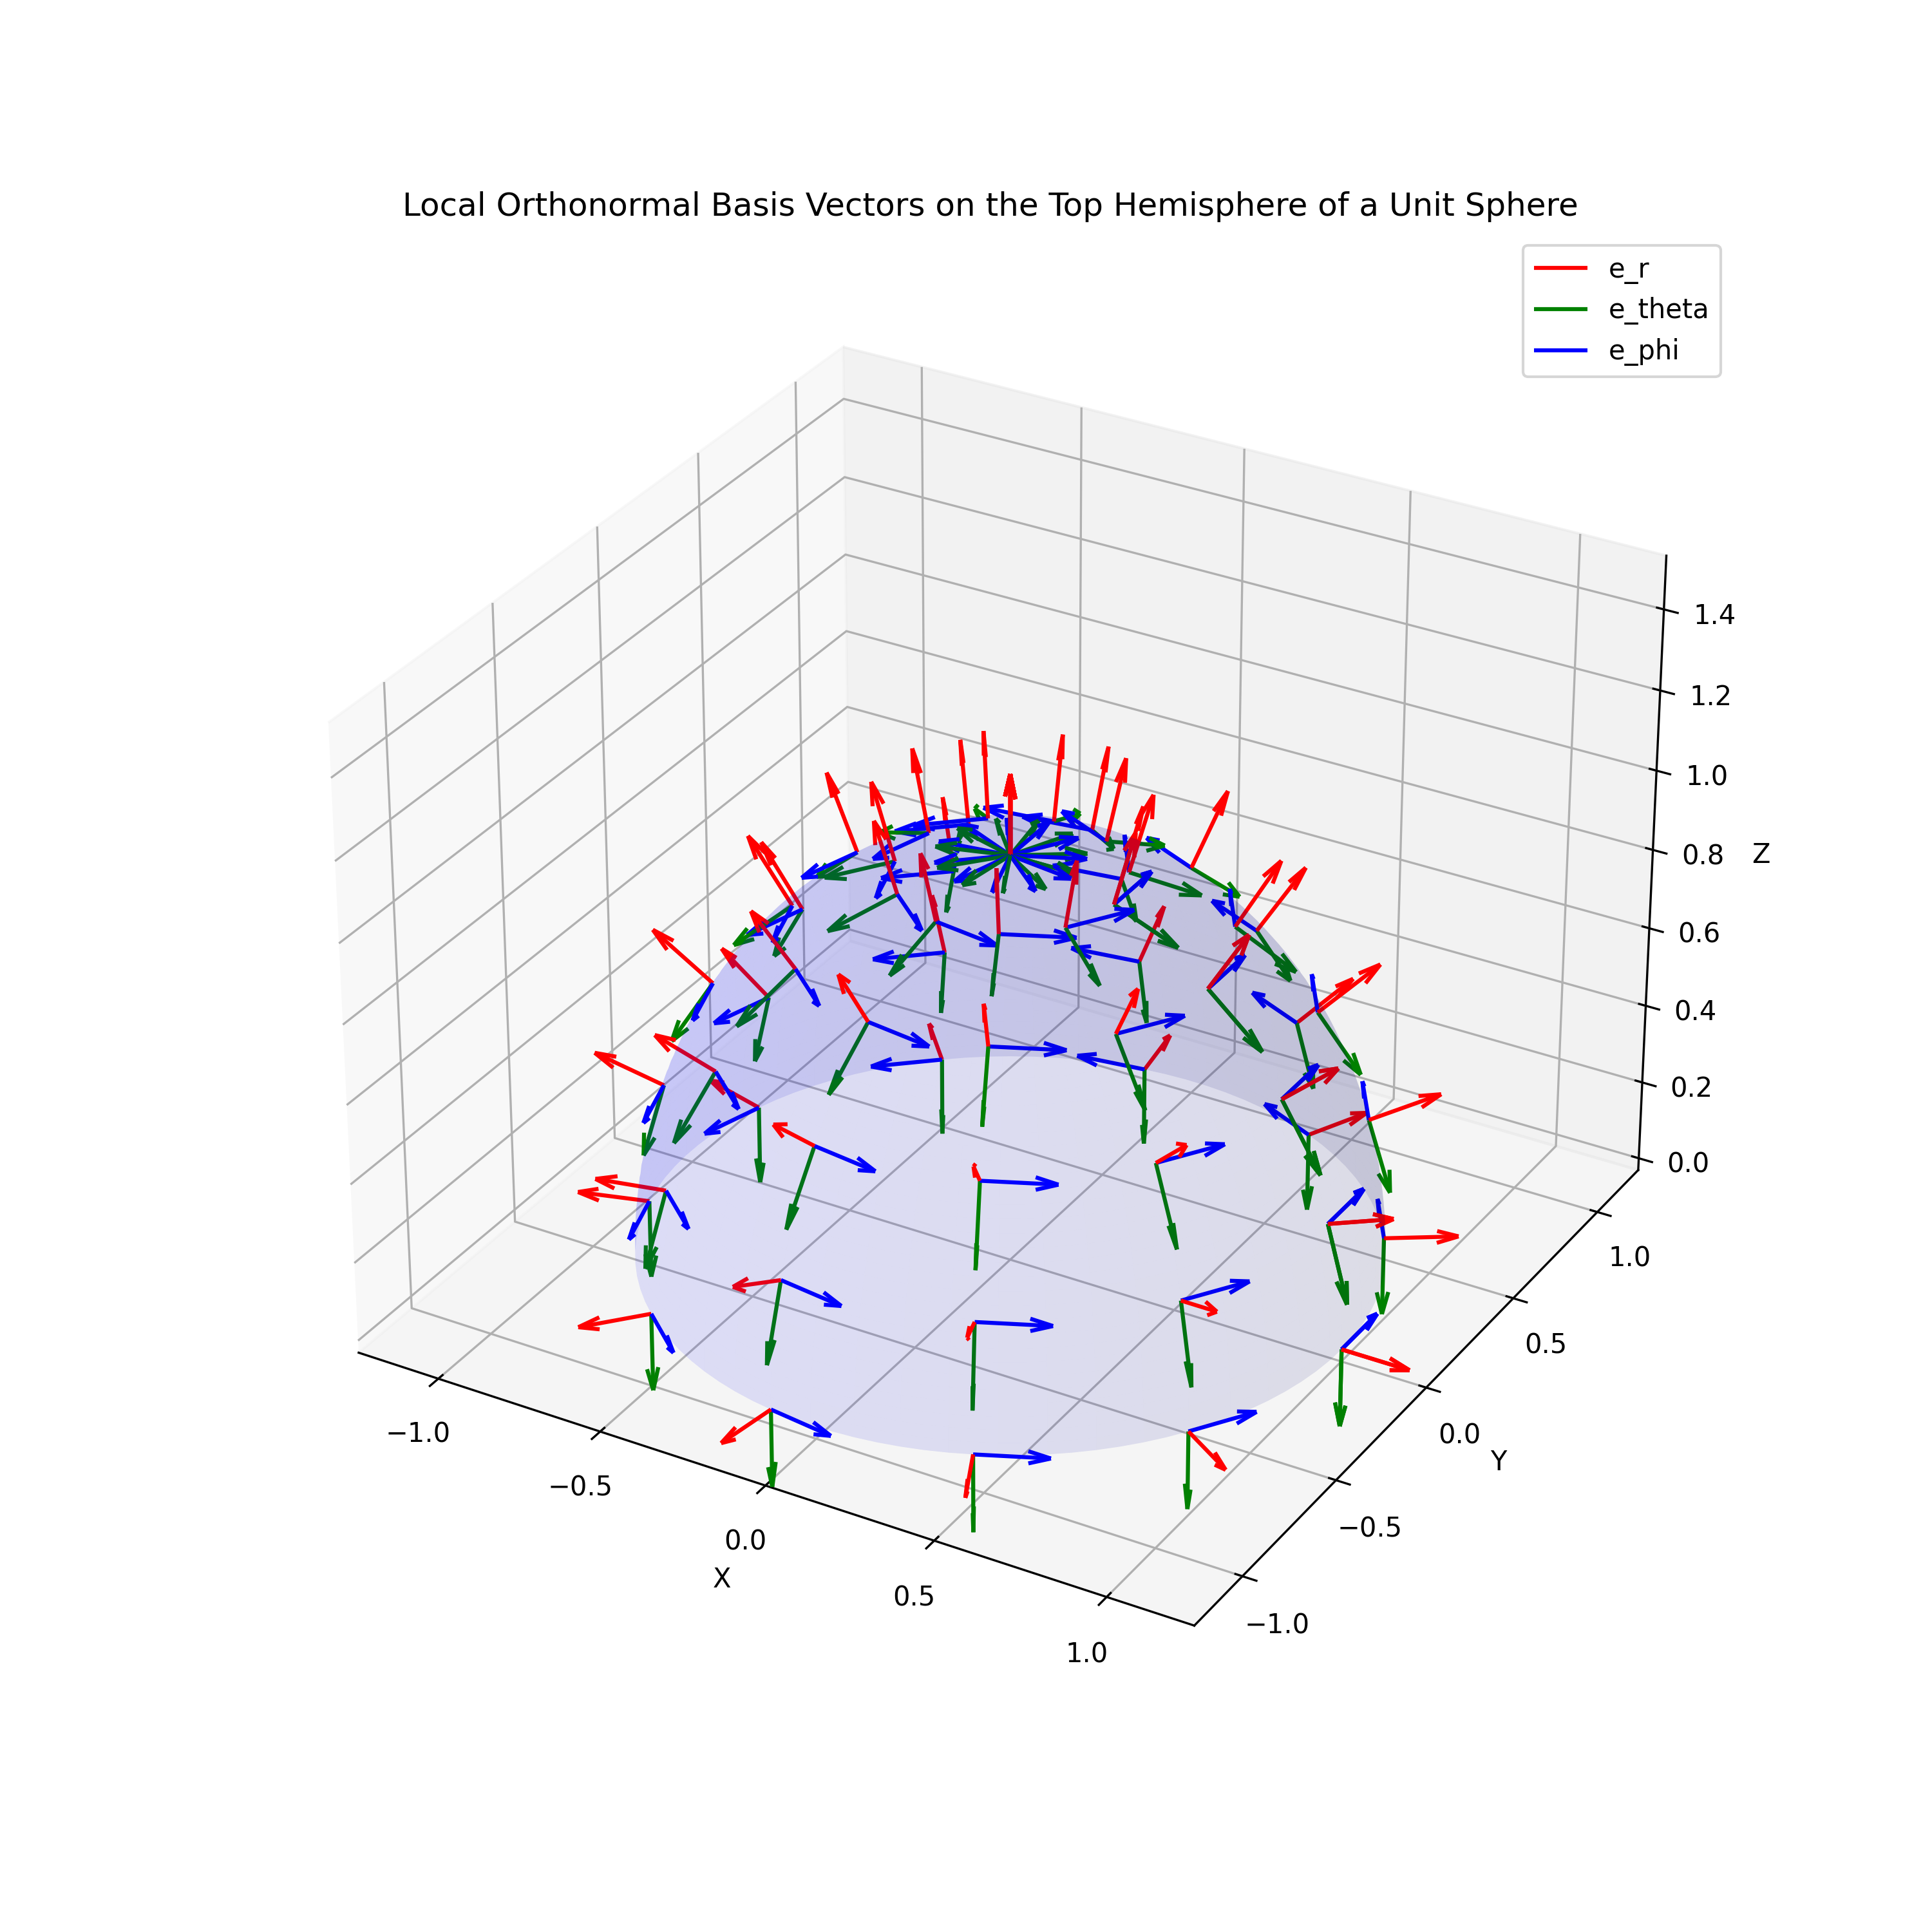 Local Orthonormal Basis Vectors on the Top Hemisphere of a Unit Sphere
e_r
e_theta
e_phi
1.4
1.2
1.0
0.8
Z
0.6
0.4
0.2
0.0
1.0
0.5
0.0
Y
−0.5
−1.0
−1.0
−0.5
0.0
X
0.5
1.0